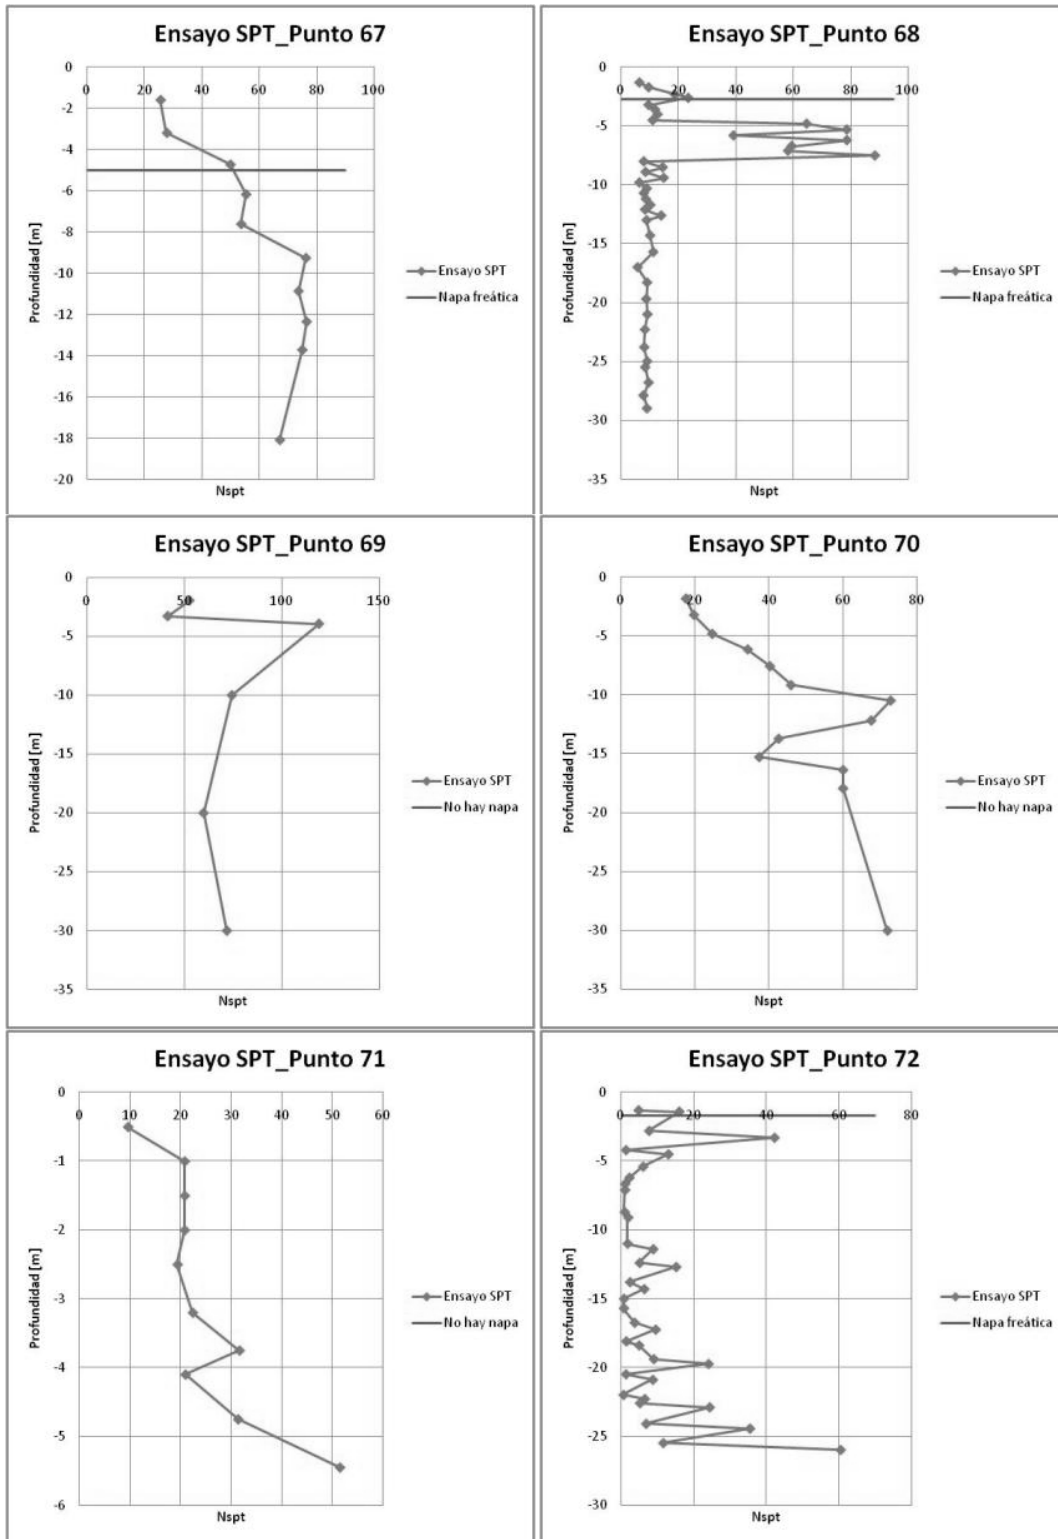 Ensayo SPT_Punto 67
0
0 20 40 60 80 100
-2
-4
-6
-8
-10
-12
-14
-16
-18
-20
Profundidad [m]
Nspt
Ensayo SPT
Napa freática
Ensayo SPT_Punto 68
0
0 20 40 60 80 100
-5
-10
-15
-20
-25
-30
-35
Profundidad [m]
Nspt
Ensayo SPT
Napa freática
Ensayo SPT_Punto 69
0
0 50 100 150
-5
-10
-15
-20
-25
-30
-35
Profundidad [m]
Nspt
Ensayo SPT
No hay napa
Ensayo SPT_Punto 70
0
0 20 40 60 80
-5
-10
-15
-20
-25
-30
-35
Profundidad [m]
Nspt
Ensayo SPT
No hay napa
Ensayo SPT_Punto 71
0
0 10 20 30 40 50 60
-1
-2
-3
-4
-5
-6
Profundidad [m]
Nspt
Ensayo SPT
No hay napa
Ensayo SPT_Punto 72
0
0 20 40 60 80
-5
-10
-15
-20
-25
-30
Profundidad [m]
Nspt
Ensayo SPT
Napa freática